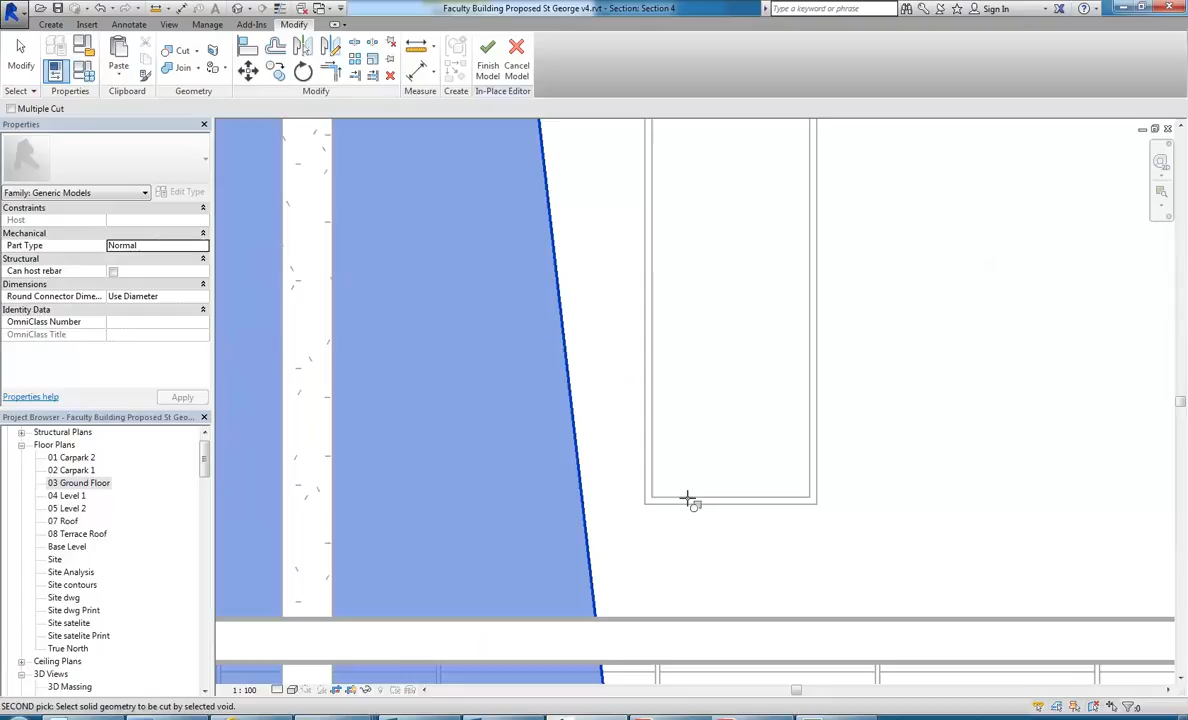 Faculty Building Proposed St George v4.rvt - Section: Section 4
Type a keyword or phrase
Sign In
Create Insert Annotate View Manage Add-Ins Modify
Modify
Paste
Cut
Join
Finish Model
Cancel Model
Select Properties Clipboard Geometry Modify Measure Create In-Place Editor
Multiple Cut
Properties
Family: Generic Models
Edit Type
Constraints
Host
Mechanical
Part Type Normal
Structural
Can host rebar
Dimensions
Round Connector Dime... Use Diameter
Identity Data
OmniClass Number
OmniClass Title
Properties help
Apply
Project Browser - Faculty Building Proposed St Geo...
Structural Plans
Floor Plans
01 Carpark 2
02 Carpark 1
03 Ground Floor
04 Level 1
05 Level 2
07 Roof
08 Terrace Roof
Base Level
Site
Site Analysis
Site contours
Site dwg
Site dwg Print
Site satelite
Site satelite Print
True North
Ceiling Plans
3D Views
3D Massing
1 : 100
SECOND pick: Select solid geometry to be cut by selected void.
:0